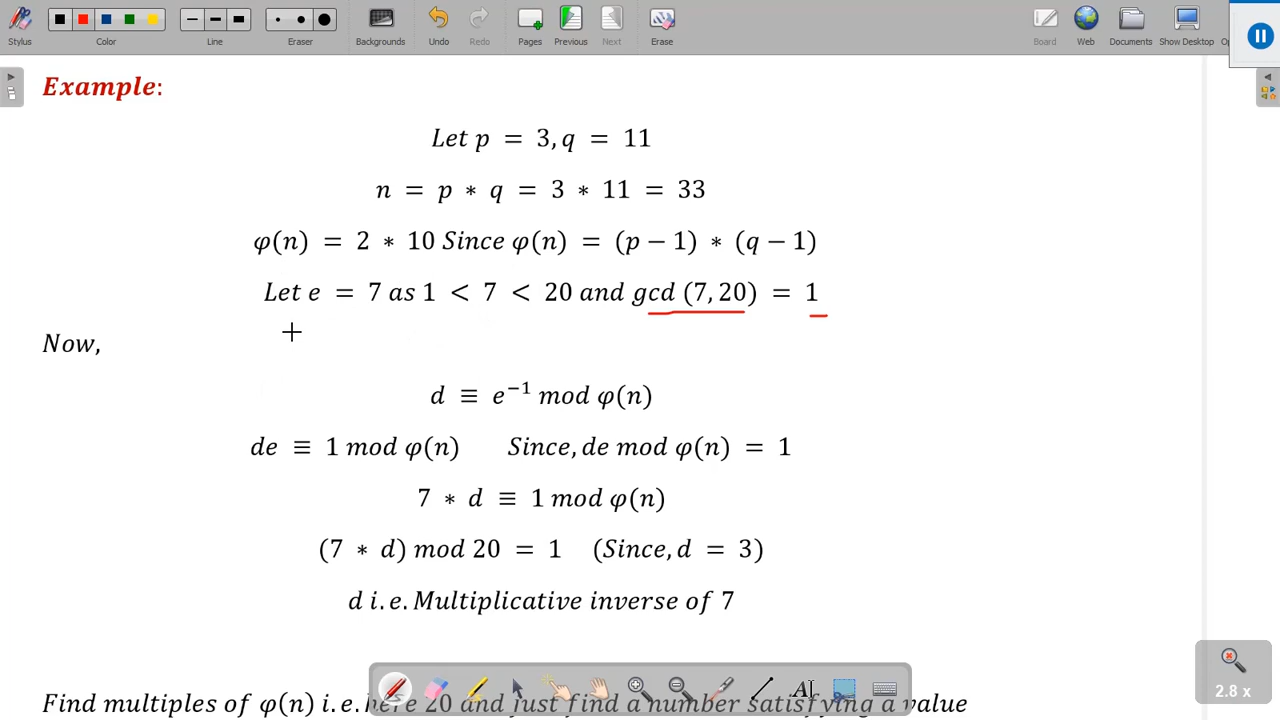 Stylus Color Line Eraser Backgrounds Undo Redo Pages Previous Next Erase Board Web Documents Show Desktop
Example:
Let p = 3, q = 11
n = p * q = 3 * 11 = 33
φ(n) = 2 * 10 Since φ(n) = (p − 1) * (q − 1)
Let e = 7 as 1 < 7 < 20 and gcd (7, 20) = 1
Now,
d ≡ e⁻¹ mod φ(n)
de ≡ 1 mod φ(n) Since, de mod φ(n) = 1
7 * d ≡ 1 mod φ(n)
(7 * d) mod 20 = 1 (Since, d = 3)
d i.e. Multiplicative inverse of 7
2.8 x
Find multiples of φ(n) i.e. here 20 and just find a number satisfying a value